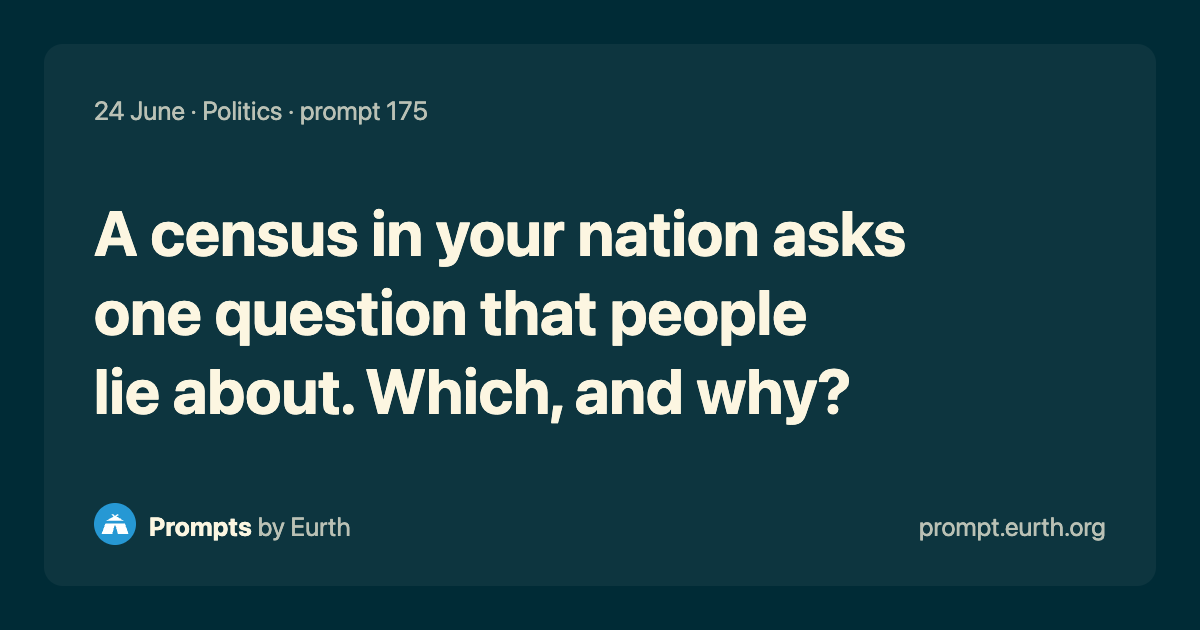 24 June · Politics · prompt 175
A census in your nation asks
one question that people
lie about. Which, and why?
Prompts by Eurth
prompt.eurth.org